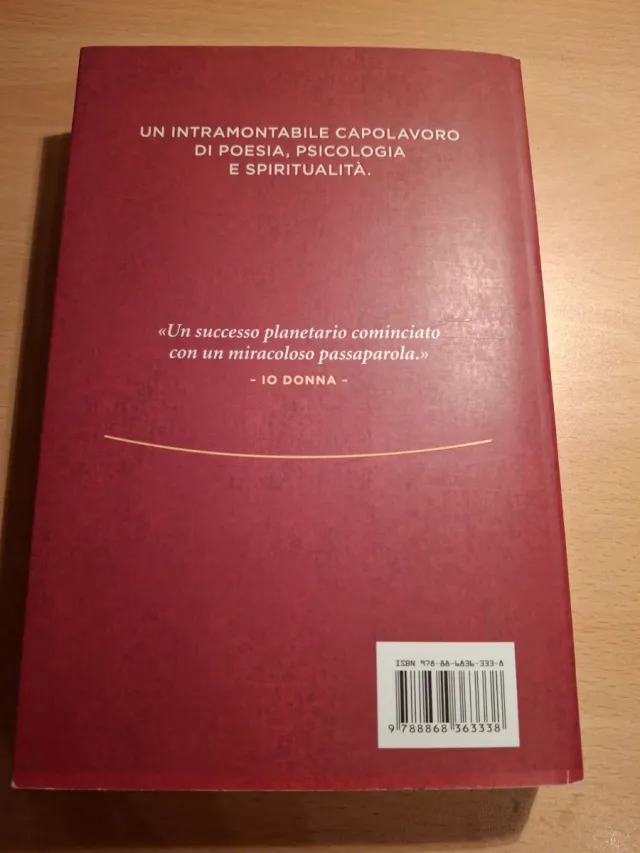 UN INTRAMONTABILE CAPOLAVORO
DI POESIA, PSICOLOGIA
E SPIRITUALITÀ.
«Un successo planetario cominciato
con un miracoloso passaparola.»
- IO DONNA -
ISBN 978-88-6836-333-8
9 788868 363338